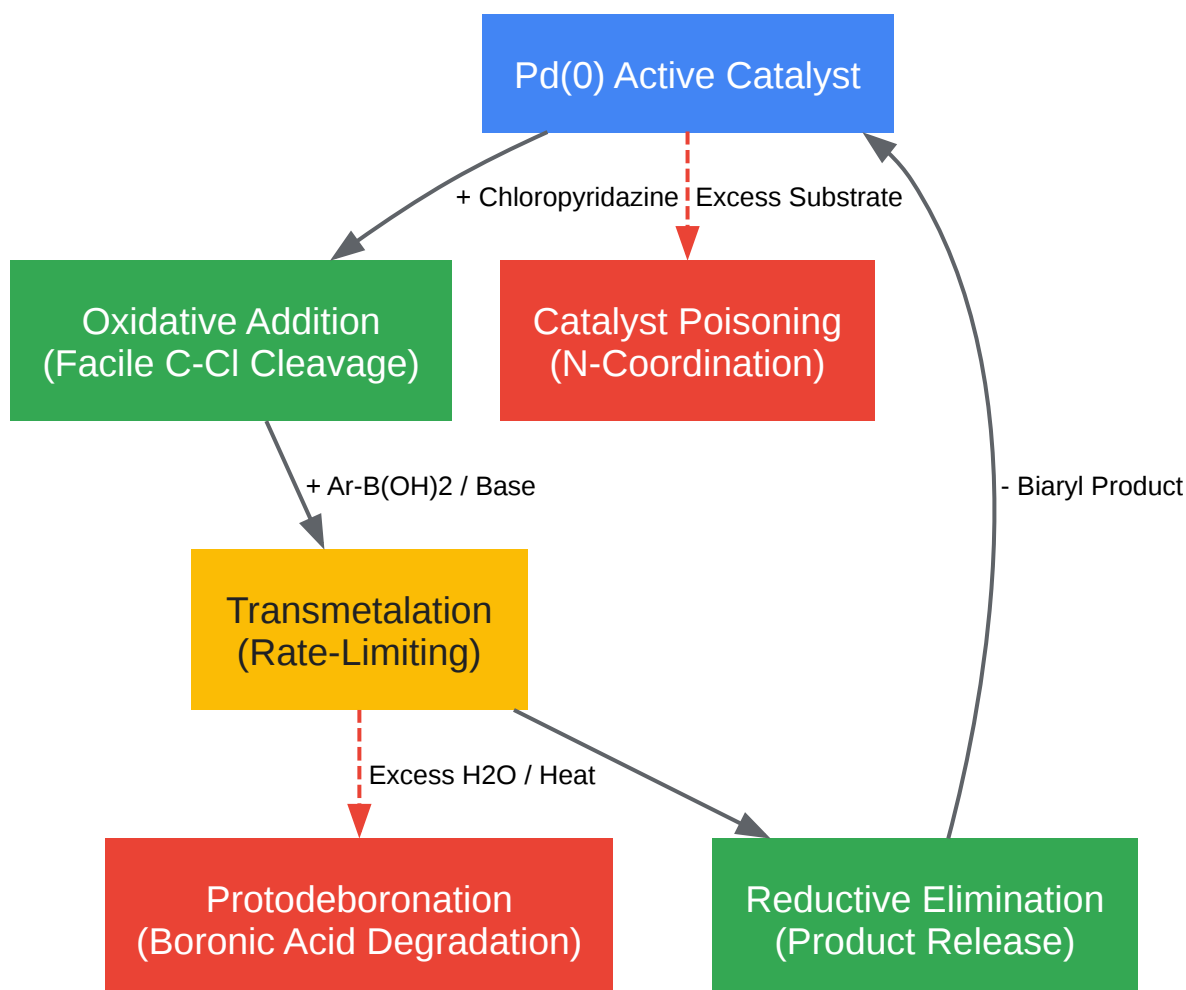 Pd(0) Active Catalyst
+ Chloropyridazine
Excess Substrate
Oxidative Addition
(Facile C-Cl Cleavage)
Catalyst Poisoning
(N-Coordination)
+ Ar-B(OH)2 / Base
- Biaryl Product
Transmetalation
(Rate-Limiting)
Excess H2O / Heat
Protodeboronation
(Boronic Acid Degradation)
Reductive Elimination
(Product Release)